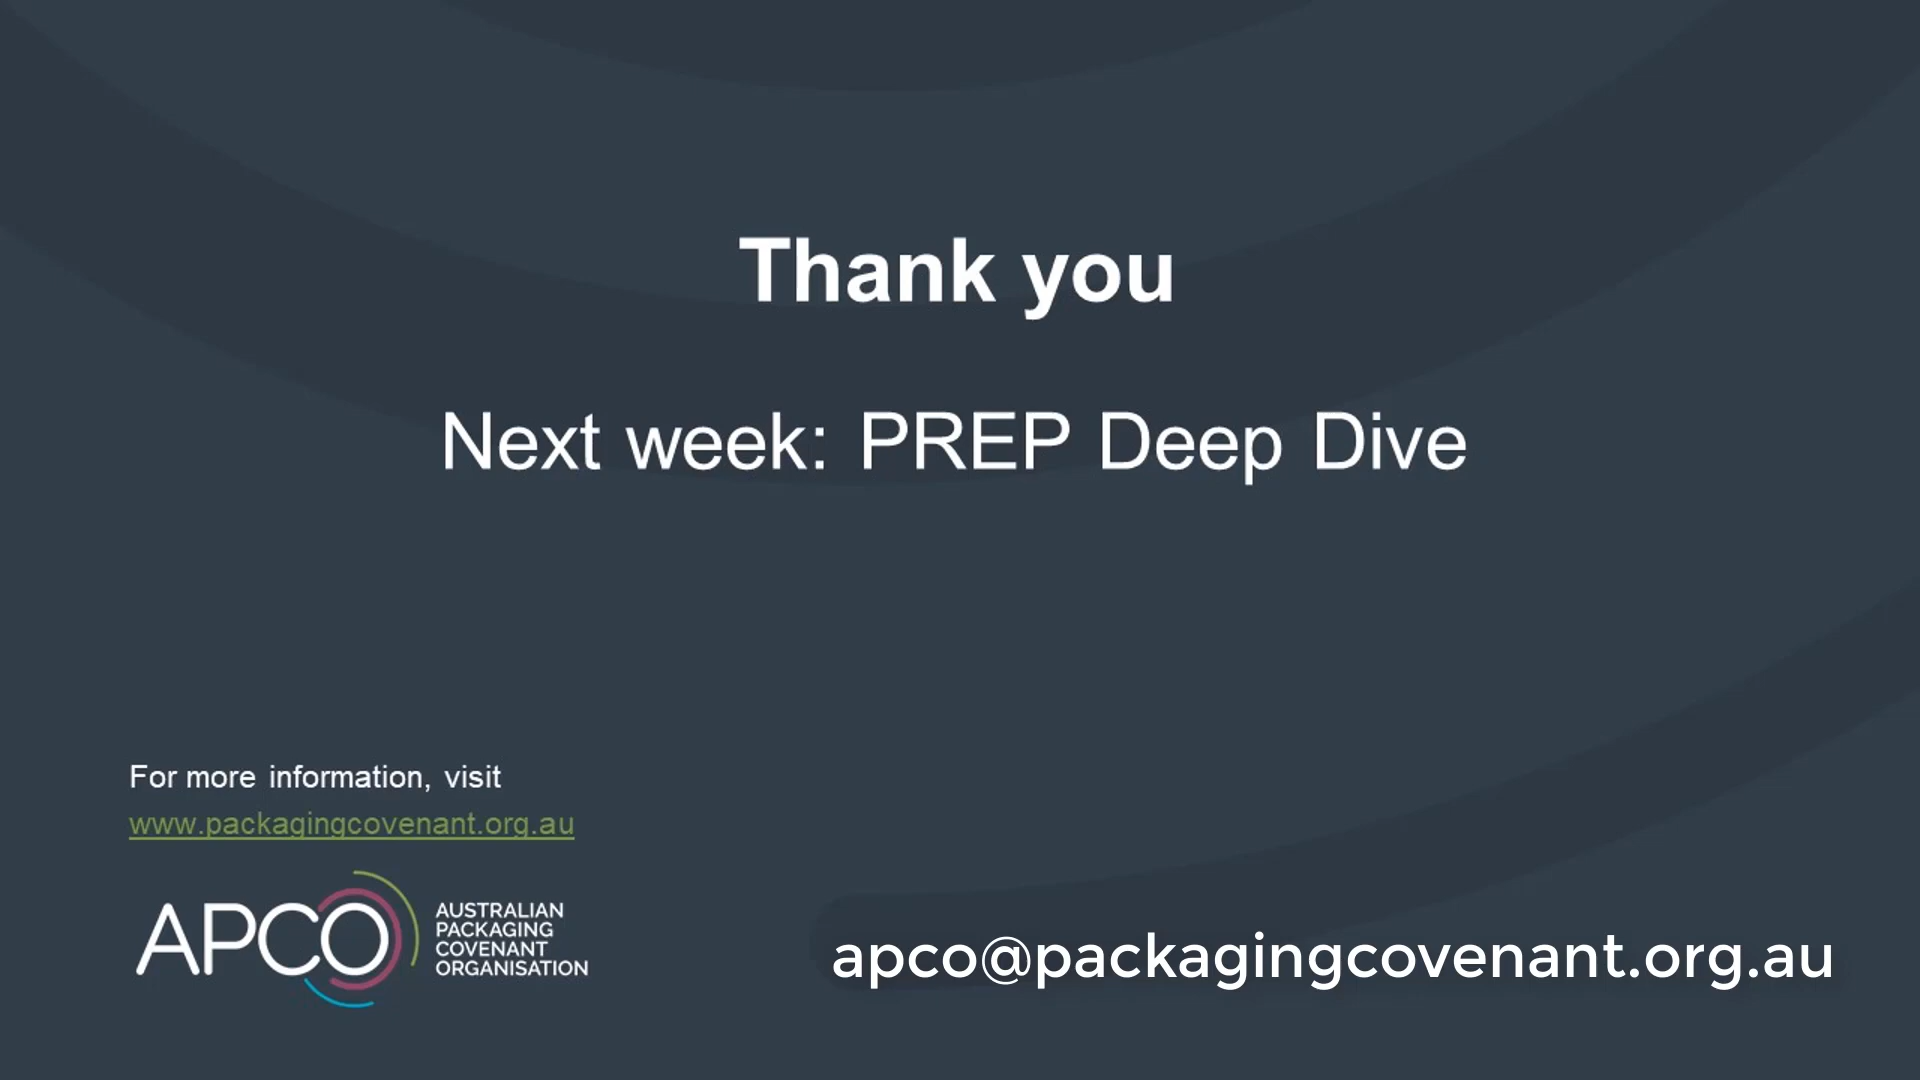 Thank you
Next week: PREP Deep Dive
For more information, visit
www.packagingcovenant.org.au
APCO
AUSTRALIAN
PACKAGING
COVENANT
ORGANISATION
apco@packagingcovenant.org.au